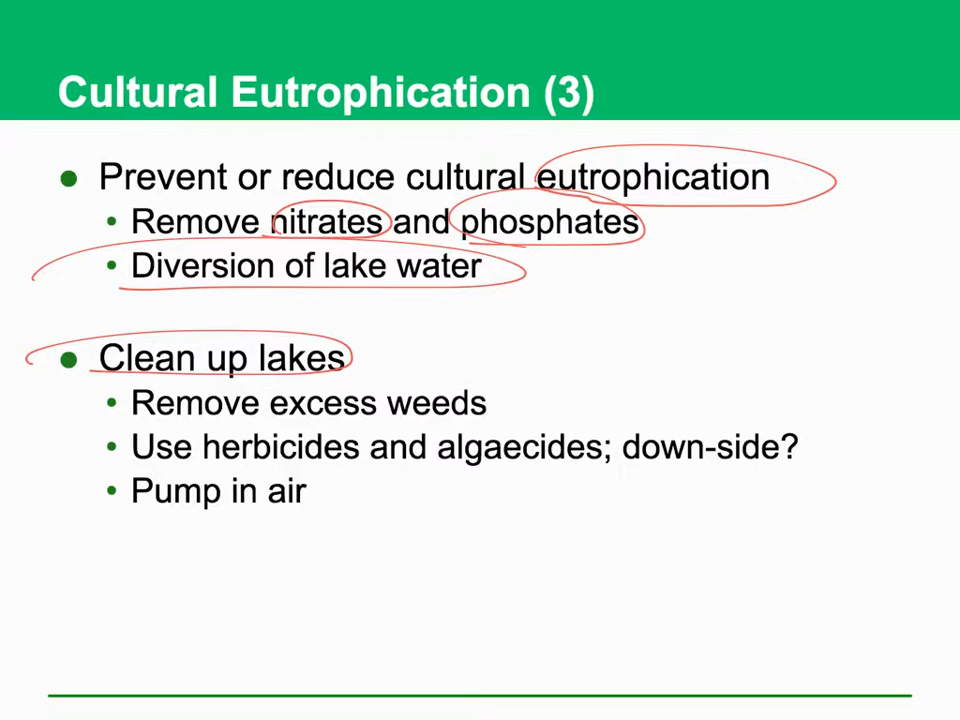 Cultural Eutrophication (3)
● Prevent or reduce cultural eutrophication
• Remove nitrates and phosphates
• Diversion of lake water
● Clean up lakes
• Remove excess weeds
• Use herbicides and algaecides; down-side?
• Pump in air